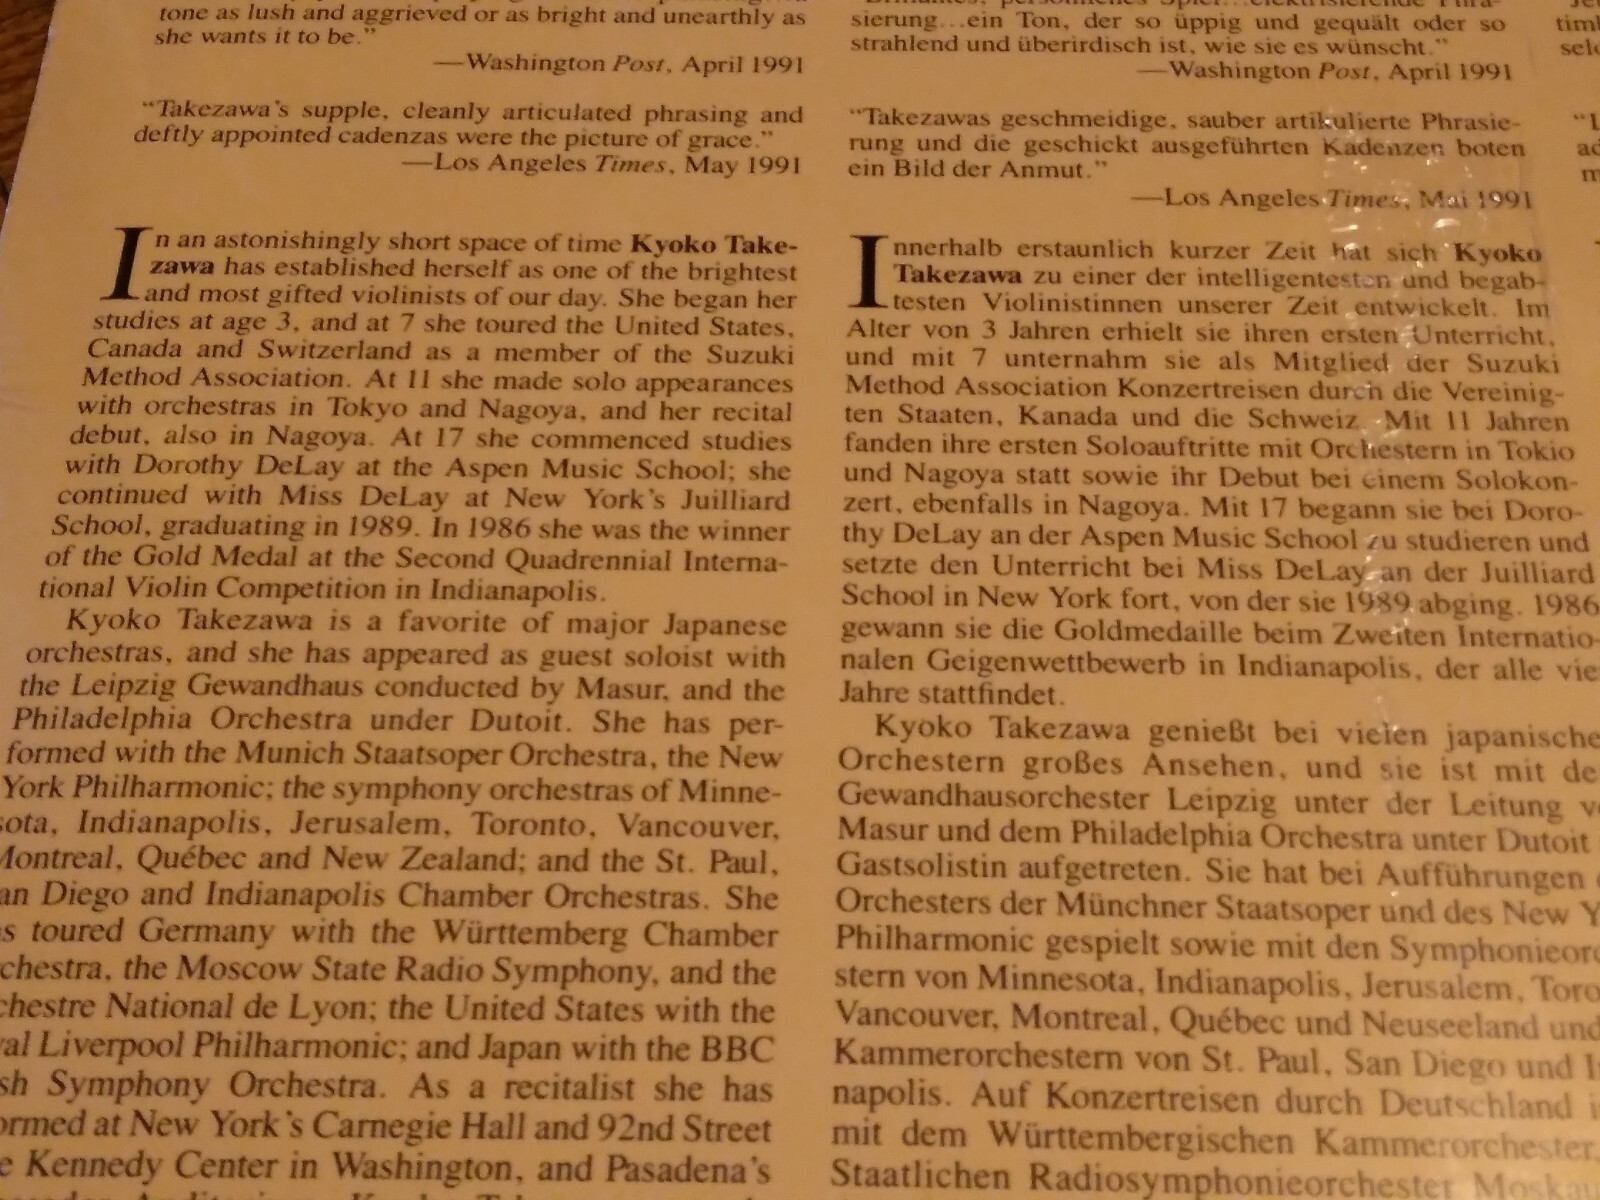 tone as lush and aggrieved or as bright and unearthly as
she wants it to be."
—Washington Post, April 1991
"Takezawa's supple, cleanly articulated phrasing and
deftly appointed cadenzas were the picture of grace."
—Los Angeles Times, May 1991
In an astonishingly short space of time Kyoko Take-
zawa has established herself as one of the brightest
and most gifted violinists of our day. She began her
studies at age 3, and at 7 she toured the United States,
Canada and Switzerland as a member of the Suzuki
Method Association. At 11 she made solo appearances
with orchestras in Tokyo and Nagoya, and her recital
debut, also in Nagoya. At 17 she commenced studies
with Dorothy DeLay at the Aspen Music School; she
continued with Miss DeLay at New York's Juilliard
School, graduating in 1989. In 1986 she was the winner
of the Gold Medal at the Second Quadrennial Interna-
tional Violin Competition in Indianapolis.
Kyoko Takezawa is a favorite of major Japanese
orchestras, and she has appeared as guest soloist with
the Leipzig Gewandhaus conducted by Masur, and the
Philadelphia Orchestra under Dutoit. She has per-
formed with the Munich Staatsoper Orchestra, the New
York Philharmonic; the symphony orchestras of Minne-
sota, Indianapolis, Jerusalem, Toronto, Vancouver,
Montreal, Québec and New Zealand; and the St. Paul,
an Diego and Indianapolis Chamber Orchestras. She
s toured Germany with the Württemberg Chamber
chestra, the Moscow State Radio Symphony, and the
chestre National de Lyon; the United States with the
al Liverpool Philharmonic; and Japan with the BBC
sh Symphony Orchestra. As a recitalist she has
ormed at New York's Carnegie Hall and 92nd Street
e Kennedy Center in Washington, and Pasadena's
sierung...ein Ton, der so üppig und gequält oder so
strahlend und überirdisch ist, wie sie es wünscht."
—Washington Post, April 1991
"Takezawas geschmeidige, sauber artikulierte Phrasie-
rung und die geschickt ausgeführten Kadenzen boten
ein Bild der Anmut."
—Los Angeles Times, Mai 1991
Innerhalb erstaunlich kurzer Zeit hat sich Kyoko
Takezawa zu einer der intelligentesten und begab-
testen Violinistinnen unserer Zeit entwickelt. Im
Alter von 3 Jahren erhielt sie ihren ersten Unterricht,
und mit 7 unternahm sie als Mitglied der Suzuki
Method Association Konzertreisen durch die Vereinig-
ten Staaten, Kanada und die Schweiz. Mit 11 Jahren
fanden ihre ersten Soloauftritte mit Orchestern in Tokio
und Nagoya statt sowie ihr Debut bei einem Solokon-
zert, ebenfalls in Nagoya. Mit 17 begann sie bei Doro-
thy DeLay an der Aspen Music School zu studieren und
setzte den Unterricht bei Miss DeLay an der Juilliard
School in New York fort, von der sie 1989 abging. 1986
gewann sie die Goldmedaille beim Zweiten Internatio-
nalen Geigenwettbewerb in Indianapolis, der alle vie
Jahre stattfindet.
Kyoko Takezawa genießt bei vielen japanische
Orchestern großes Ansehen, und sie ist mit de
Gewandhausorchester Leipzig unter der Leitung v
Masur und dem Philadelphia Orchestra unter Dutoit
Gastsolistin aufgetreten. Sie hat bei Aufführungen
Orchesters der Münchner Staatsoper und des New Y
Philharmonic gespielt sowie mit den Symphonieorc
stern von Minnesota, Indianapolis, Jerusalem, Toro
Vancouver, Montreal, Québec und Neuseeland und
Kammerorchestern von St. Paul, San Diego und I
napolis. Auf Konzertreisen durch Deutschland i
mit dem Württembergischen Kammerorchester,
Staatlichen Radiosymphonieorchester Moskau